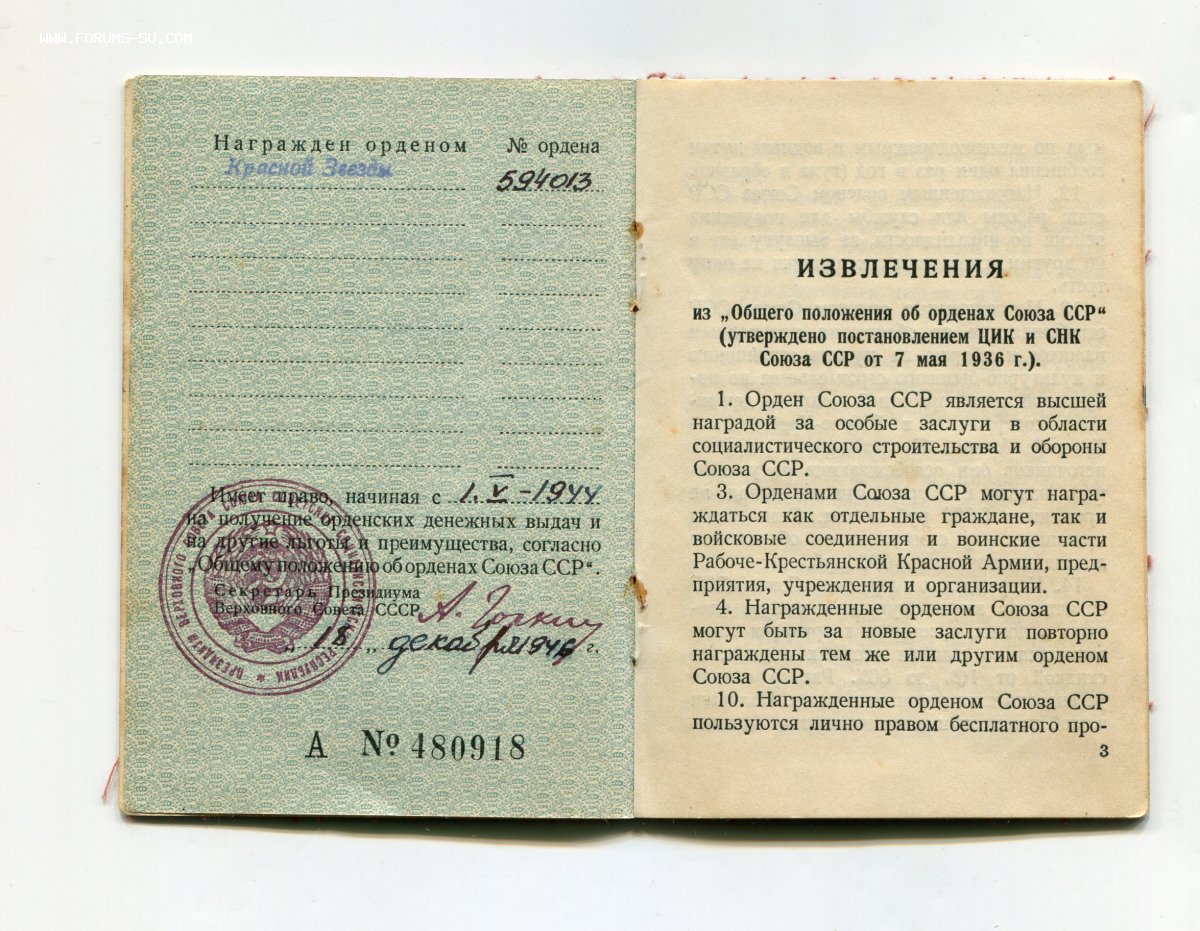 WWW.FORUMS-SU.COM
Награжден орденом № ордена
Красной Звезды 594013
Имеет право, начиная с 1. V - 1944
на получение орденских денежных выдач и
на другие льготы и преимущества, согласно
„Общему положению об орденах Союза ССР“.
Секретарь Президиума
Верховного Совета СССР А. Горкин
„18„ декабря 1946 г.
А № 480918
ИЗВЛЕЧЕНИЯ
из „Общего положения об орденах Союза ССР“
(утверждено постановлением ЦИК и СНК
Союза ССР от 7 мая 1936 г.).
1. Орден Союза ССР является высшей
наградой за особые заслуги в области
социалистического строительства и обороны
Союза ССР.
3. Орденами Союза ССР могут награ-
ждаться как отдельные граждане, так и
войсковые соединения и воинские части
Рабоче-Крестьянской Красной Армии, пред-
приятия, учреждения и организации.
4. Награжденные орденом Союза ССР
могут быть за новые заслуги повторно
награждены тем же или другим орденом
Союза ССР.
10. Награжденные орденом Союза ССР
пользуются лично правом бесплатного про-
3